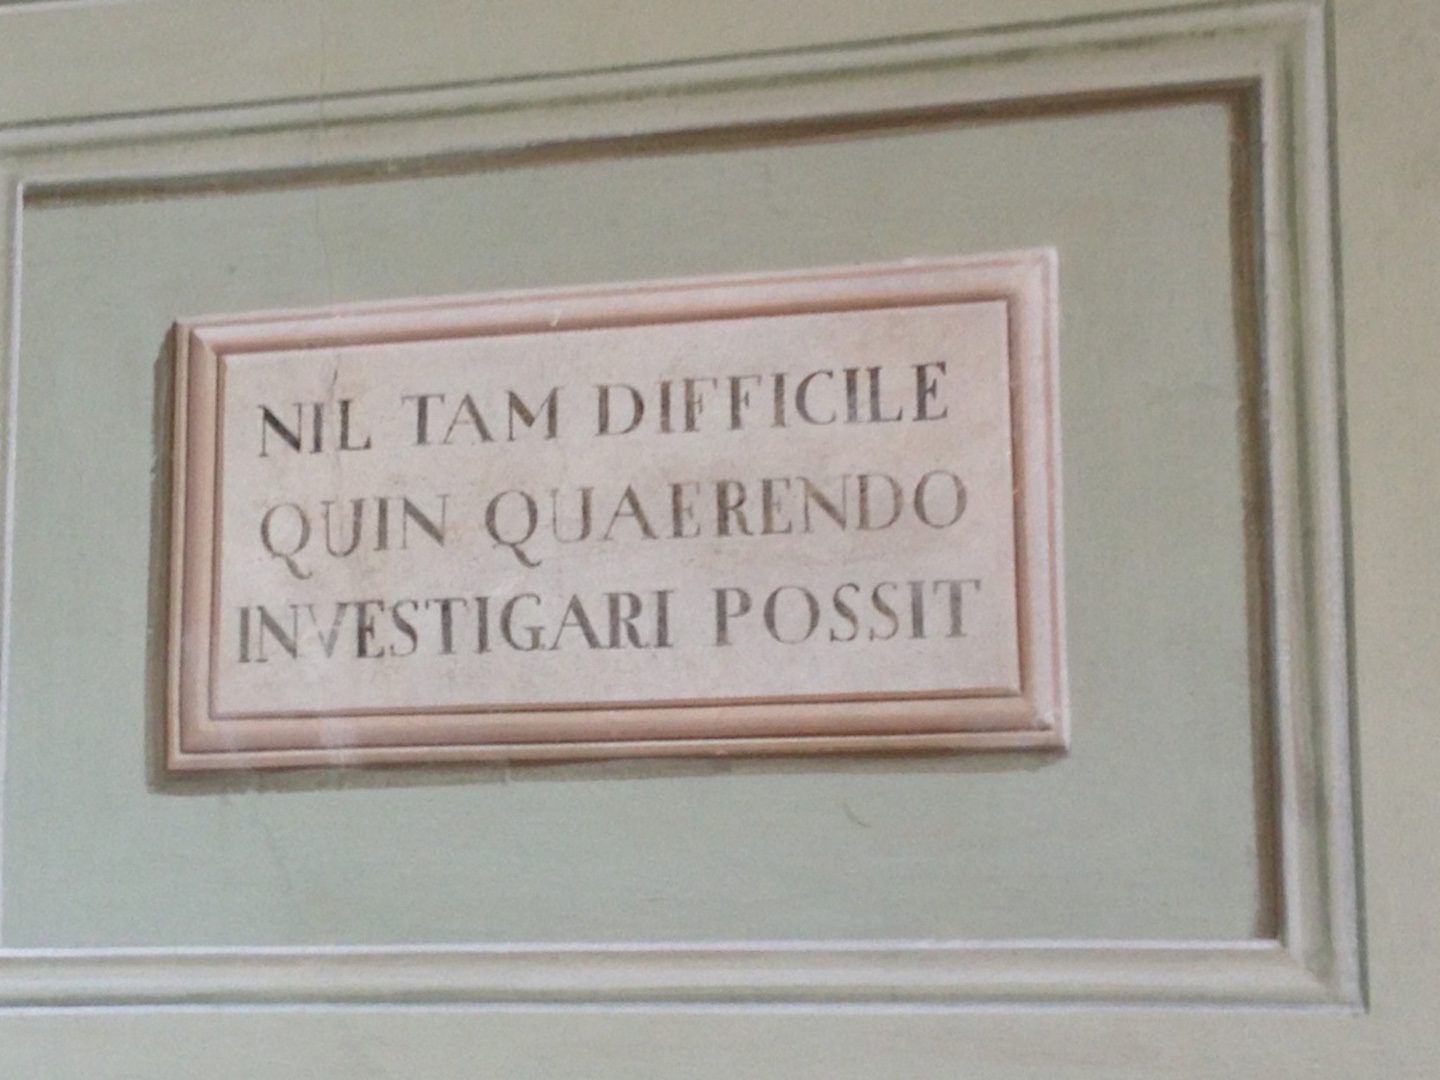 NIL TAM DIFFICILE
QUIN QUAERENDO
INVESTIGARI POSSIT